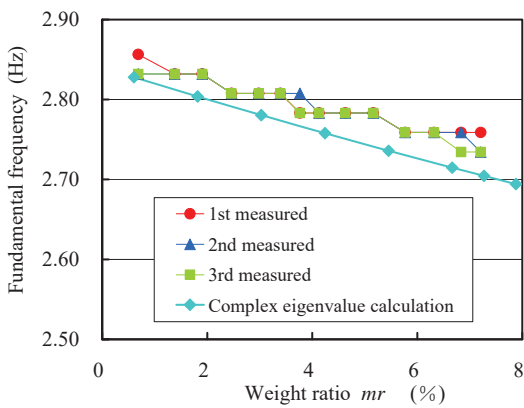 Fundamental frequency (Hz)
2.90
2.80
2.70
2.60
2.50
1st measured
2nd measured
3rd measured
Complex eigenvalue calculation
0 2 4 6 8
Weight ratio mr (%)